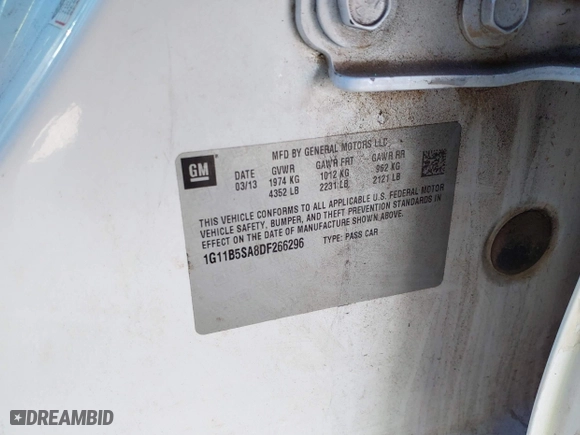 MFD BY GENERAL MOTORS LLC
GM DATE GVWR GAWR FRT GAWR RR
03/13 1974 KG 1012 KG 962 KG
4352 LB 2231 LB 2121 LB
THIS VEHICLE CONFORMS TO ALL APPLICABLE U.S. FEDERAL MOTOR
VEHICLE SAFETY, BUMPER, AND THEFT PREVENTION STANDARDS IN
EFFECT ON THE DATE OF MANUFACTURE SHOWN ABOVE.
1G11B5SA8DF266296 TYPE: PASS CAR
DREAMBID